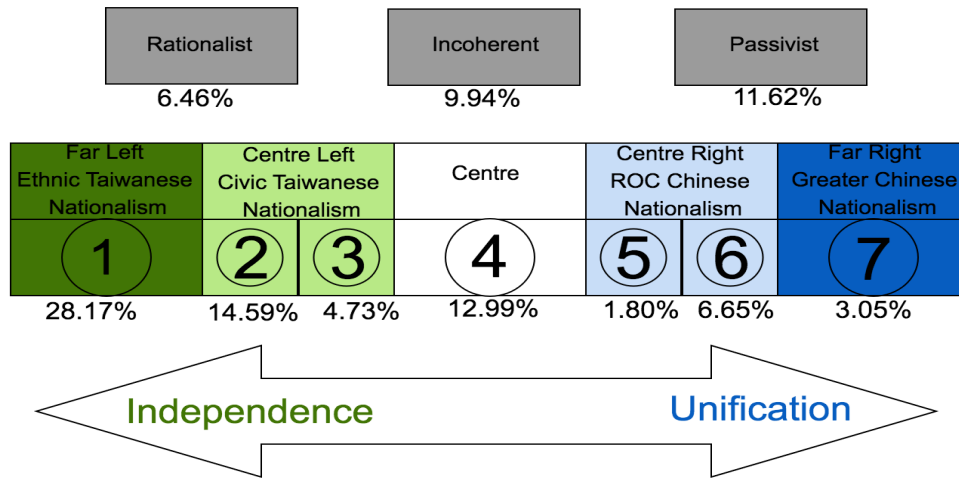 Rationalist
Incoherent
Passivist
6.46%
9.94%
11.62%
Far Left
Ethnic Taiwanese
Nationalism
Centre Left
Civic Taiwanese
Nationalism
Centre
Centre Right
ROC Chinese
Nationalism
Far Right
Greater Chinese
Nationalism
1
2
3
4
5
6
7
28.17%
14.59%
4.73%
12.99%
1.80%
6.65%
3.05%
Independence
Unification